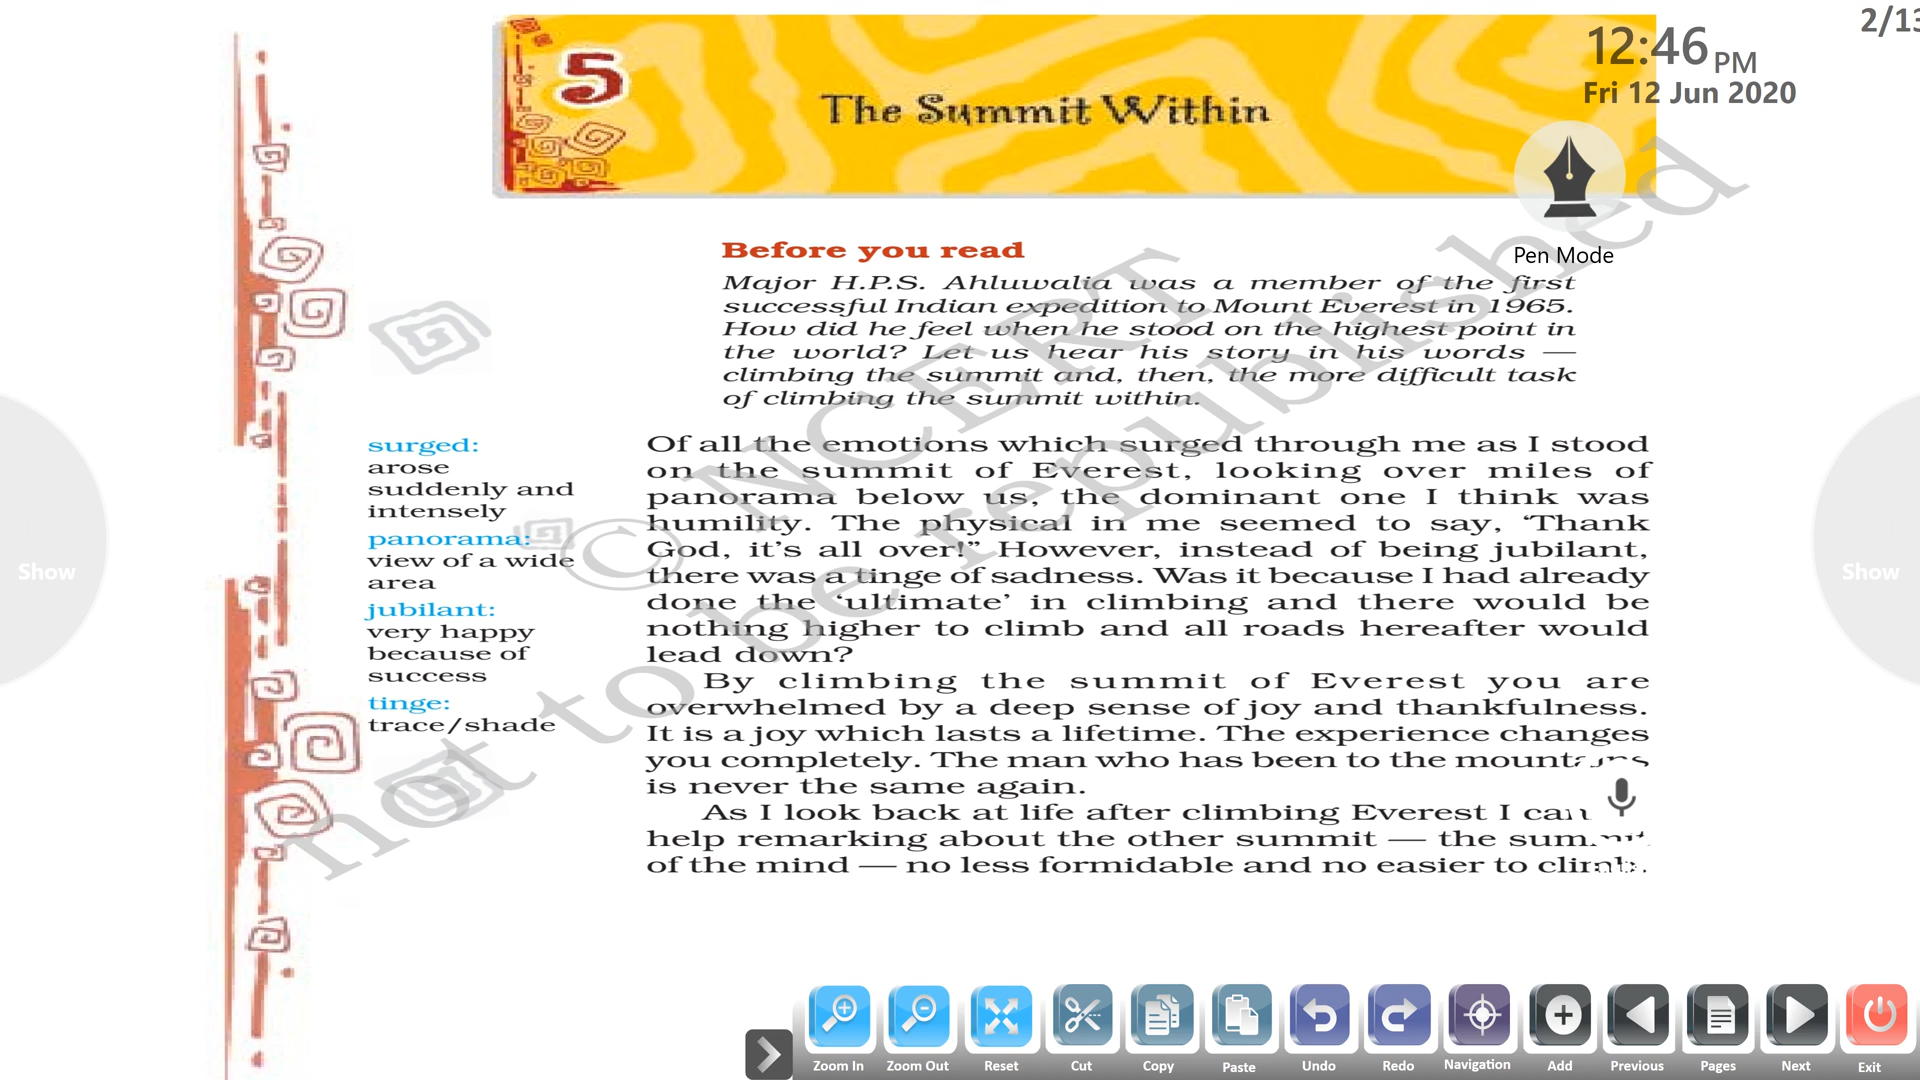 2/13
12:46 PM
Fri 12 Jun 2020
5
The Summit Within
Pen Mode
Before you read
Major H.P.S. Ahluwalia was a member of the first
successful Indian expedition to Mount Everest in 1965.
How did he feel when he stood on the highest point in
the world? Let us hear his story in his words —
climbing the summit and, then, the more difficult task
of climbing the summit within.
surged:
arose
suddenly and
intensely
panorama:
view of a wide
area
jubilant:
very happy
because of
success
tinge:
trace/shade
Of all the emotions which surged through me as I stood
on the summit of Everest, looking over miles of
panorama below us, the dominant one I think was
humility. The physical in me seemed to say, ‘Thank
God, it’s all over!” However, instead of being jubilant,
there was a tinge of sadness. Was it because I had already
done the ‘ultimate’ in climbing and there would be
nothing higher to climb and all roads hereafter would
lead down?
By climbing the summit of Everest you are
overwhelmed by a deep sense of joy and thankfulness.
It is a joy which lasts a lifetime. The experience changes
you completely. The man who has been to the mountains
is never the same again.
As I look back at life after climbing Everest I
help remarking about the other summit — the summit
of the mind — no less formidable and no easier to climb.
© NCERT
not to be republished
Show
Show
Zoom In
Zoom Out
Reset
Cut
Copy
Paste
Undo
Redo
Navigation
Add
Previous
Pages
Next
Exit